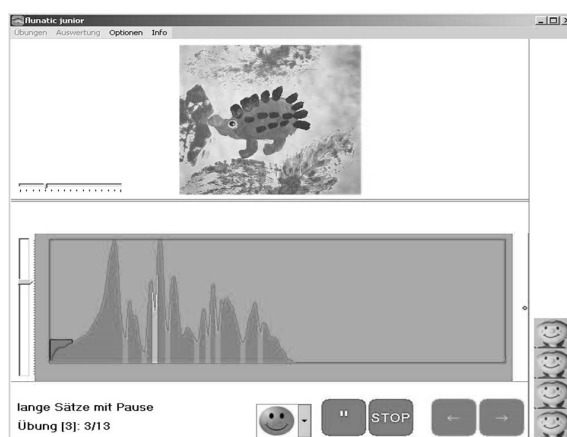 flunatic junior
Übungen Auswertung Optionen Info
lange Sätze mit Pause
Übung [3]: 3/13
" STOP ← →